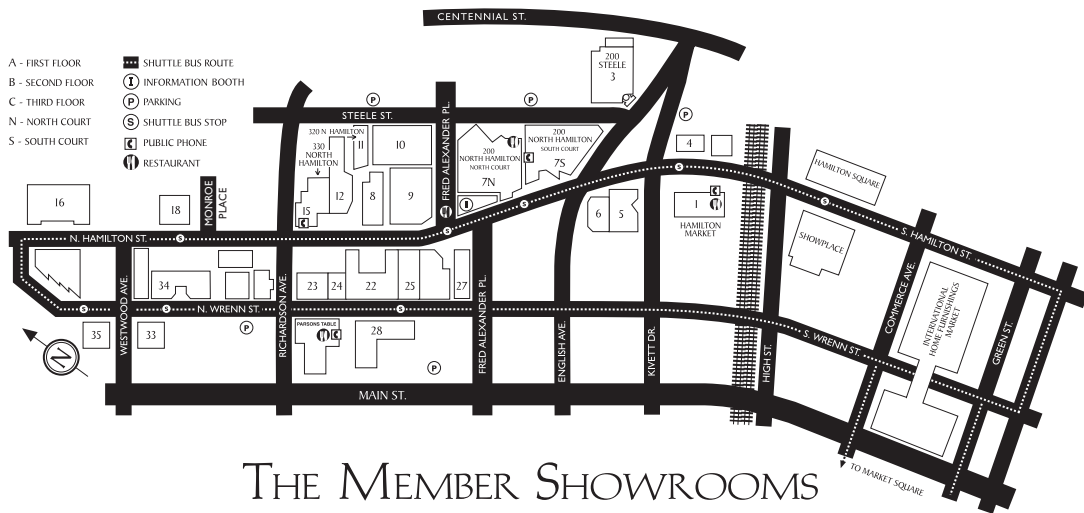 CENTENNIAL ST.
A - FIRST FLOOR
B - SECOND FLOOR
C - THIRD FLOOR
N - NORTH COURT
S - SOUTH COURT
SHUTTLE BUS ROUTE
I INFORMATION BOOTH
P PARKING
S SHUTTLE BUS STOP
PUBLIC PHONE
RESTAURANT
200
STEELE
3
P
P
P
STEELE ST.
FRED ALEXANDER PL.
320 N HAMILTON
11
330
NORTH
HAMILTON
10
200
NORTH HAMILTON
NORTH COURT
7N
200
NORTH HAMILTON
SOUTH COURT
7S
4
S
HAMILTON SQUARE
16
18
MONROE
PLACE
15
12
8
9
I
S
6
5
1
HAMILTON
MARKET
S
SHOWPLACE
N. HAMILTON ST.
S
S
S. HAMILTON ST.
34
23
24
22
25
27
WESTWOOD AVE.
RICHARDSON AVE.
FRED ALEXANDER PL.
ENGLISH AVE.
KIVETT DR.
HIGH ST.
COMMERCE AVE.
INTERNATIONAL
HOME FURNISHINGS
MARKET
GREEN ST.
S
S
N. WRENN ST.
S
S. WRENN ST.
35
33
P
PARSONS TABLE
28
P
N
MAIN ST.
TO MARKET SQUARE
THE MEMBER SHOWROOMS